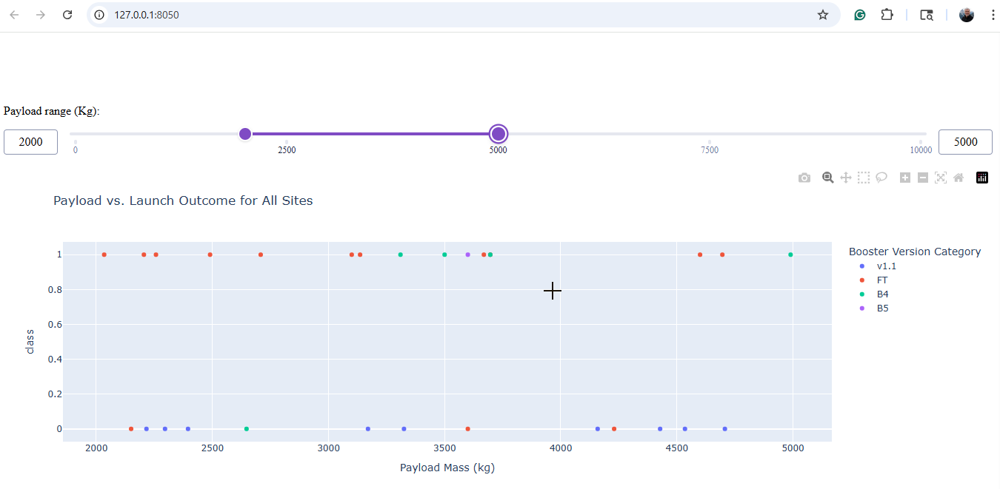 127.0.0.1:8050
Payload range (Kg):
2000
0
2500
5000
7500
10000
5000
Payload vs. Launch Outcome for All Sites
Booster Version Category
v1.1
FT
B4
B5
class
1
0.8
0.6
0.4
0.2
0
2000
2500
3000
3500
4000
4500
5000
Payload Mass (kg)